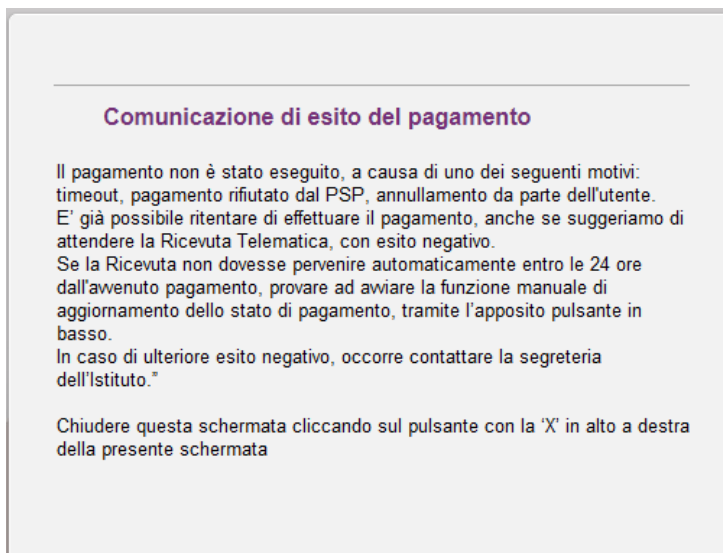 Comunicazione di esito del pagamento
Il pagamento non è stato eseguito, a causa di uno dei seguenti motivi:
timeout, pagamento rifiutato dal PSP, annullamento da parte dell'utente.
E' già possibile ritentare di effettuare il pagamento, anche se suggeriamo di
attendere la Ricevuta Telematica, con esito negativo.
Se la Ricevuta non dovesse pervenire automaticamente entro le 24 ore
dall'avvenuto pagamento, provare ad avviare la funzione manuale di
aggiornamento dello stato di pagamento, tramite l’apposito pulsante in
basso.
In caso di ulteriore esito negativo, occorre contattare la segreteria
dell’Istituto.”
Chiudere questa schermata cliccando sul pulsante con la ‘X’ in alto a destra
della presente schermata